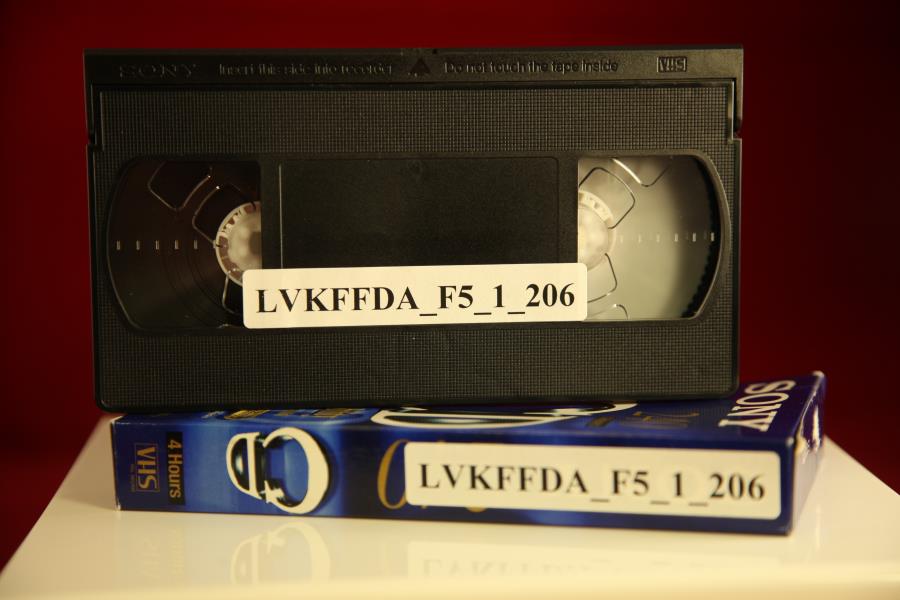 SONY Insert this side into recorder Do not touch the tape inside VHS
LVKFFDA_F5_1_206
SONY
4 Hours
VHS
LVKFFDA_F5_1_206